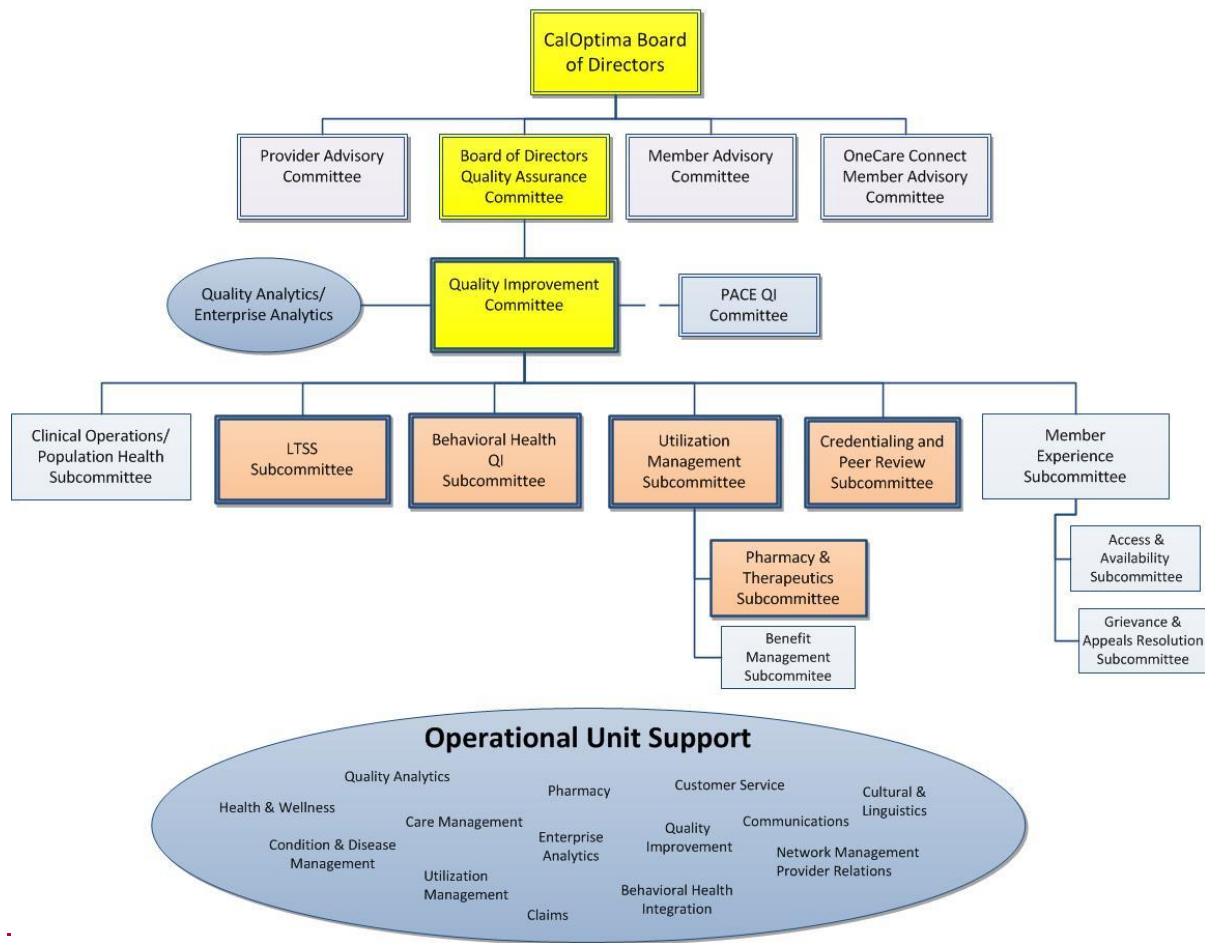 CalOptima Board
of Directors
Provider Advisory
Committee
Board of Directors
Quality Assurance
Committee
Member Advisory
Committee
OneCare Connect
Member Advisory
Committee
Quality Analytics/
Enterprise Analytics
Quality Improvement
Committee
PACE QI
Committee
Clinical Operations/
Population Health
Subcommittee
LTSS
Subcommittee
Behavioral Health
QI
Subcommittee
Utilization
Management
Subcommittee
Credentialing and
Peer Review
Subcommittee
Member
Experience
Subcommittee
Pharmacy &
Therapeutics
Subcommittee
Benefit
Management
Subcommitee
Access &
Availability
Subcommittee
Grievance &
Appeals Resolution
Subcommittee
Operational Unit Support
Quality Analytics
Pharmacy
Customer Service
Cultural &
Linguistics
Health & Wellness
Care Management
Enterprise
Analytics
Quality
Improvement
Communications
Condition & Disease
Management
Utilization
Management
Network Management
Provider Relations
Behavioral Health
Integration
Claims